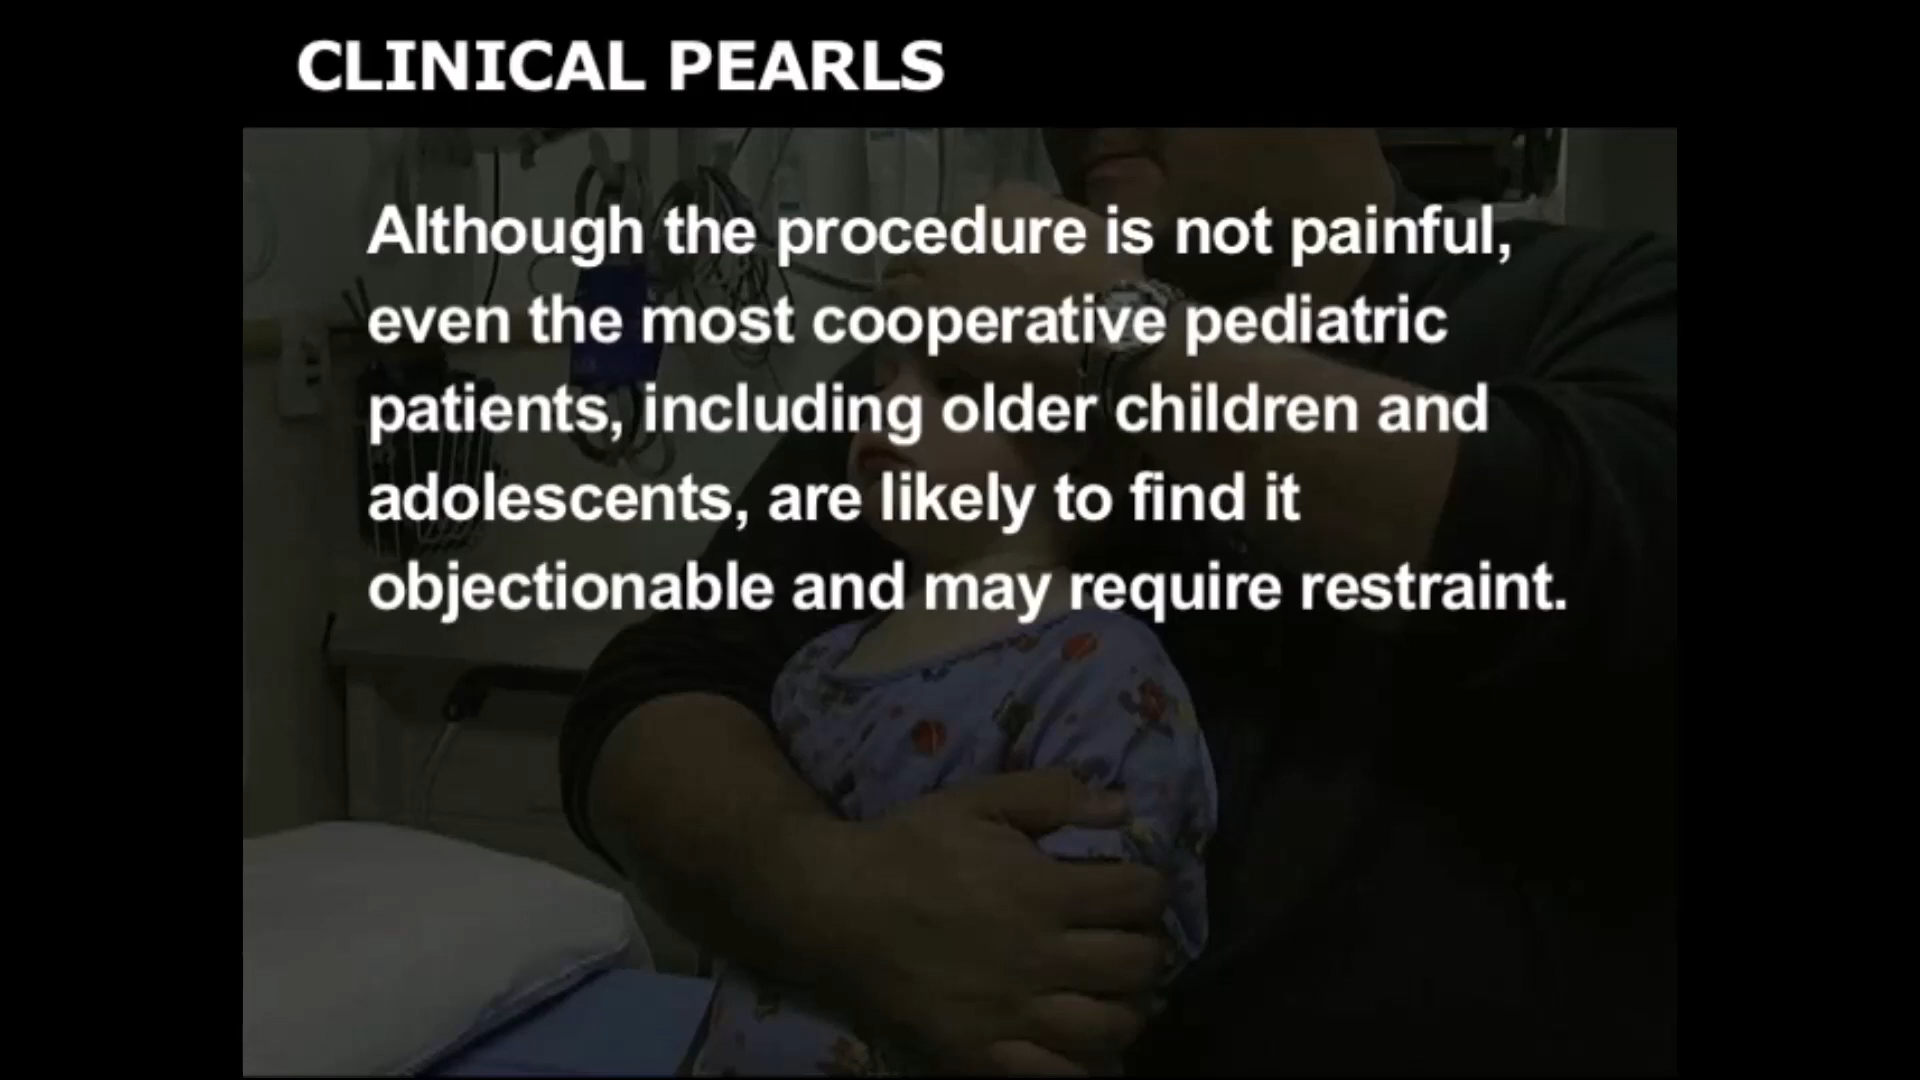 CLINICAL PEARLS
Although the procedure is not painful,
even the most cooperative pediatric
patients, including older children and
adolescents, are likely to find it
objectionable and may require restraint.